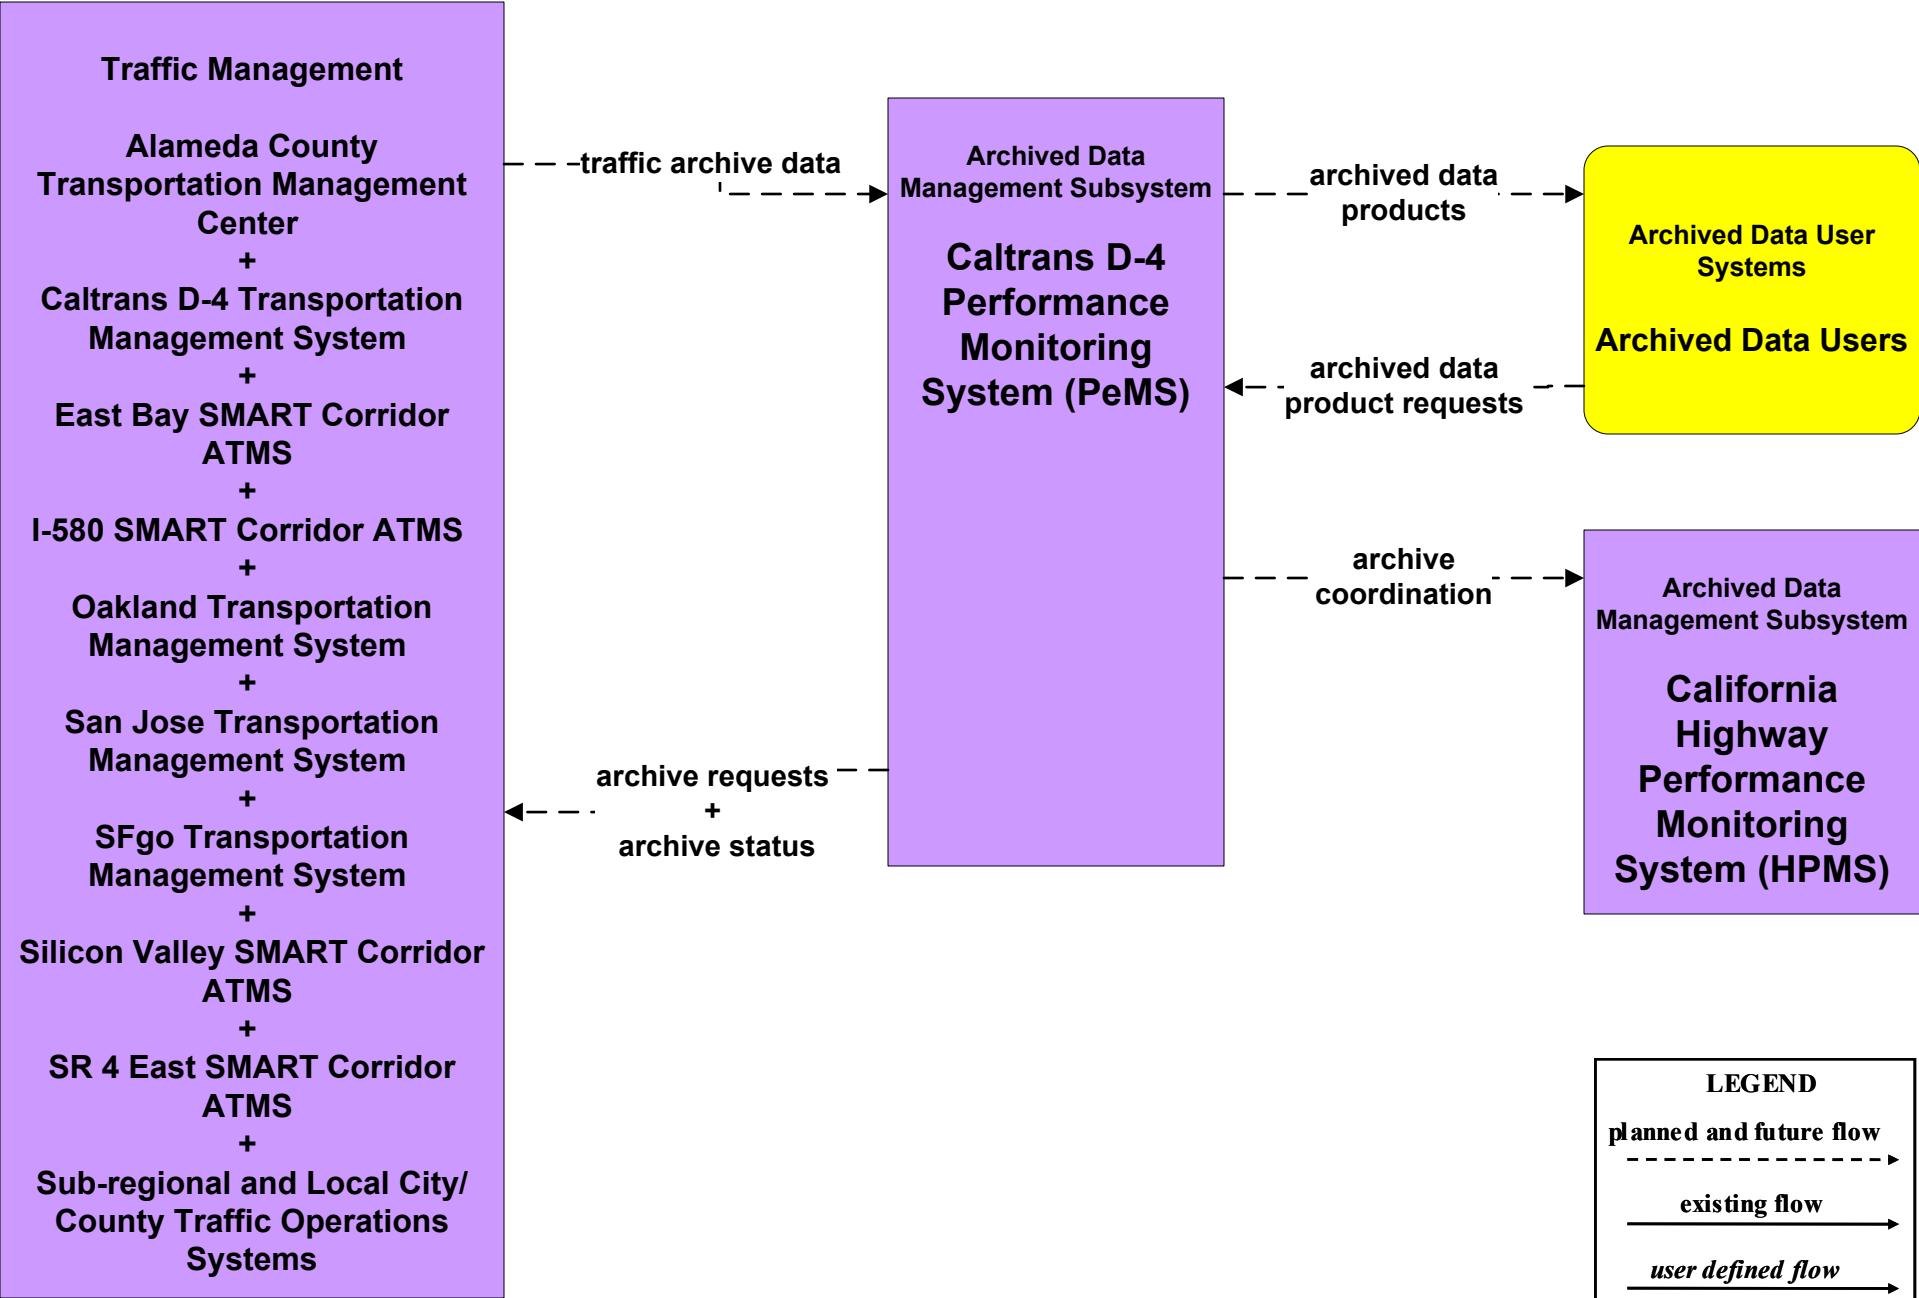 Traffic Management
Alameda County
Transportation Management
Center
+
Caltrans D-4 Transportation
Management System
+
East Bay SMART Corridor
ATMS
+
I-580 SMART Corridor ATMS
+
Oakland Transportation
Management System
+
San Jose Transportation
Management System
+
SFgo Transportation
Management System
+
Silicon Valley SMART Corridor
ATMS
+
SR 4 East SMART Corridor
ATMS
+
Sub-regional and Local City/
County Traffic Operations
Systems
traffic archive data
archive requests
+
archive status
Archived Data
Management Subsystem
Caltrans D-4
Performance
Monitoring
System (PeMS)
archived data
products
archived data
product requests
archive
coordination
Archived Data User
Systems
Archived Data Users
Archived Data
Management Subsystem
California
Highway
Performance
Monitoring
System (HPMS)
LEGEND
planned and future flow
existing flow
user defined flow